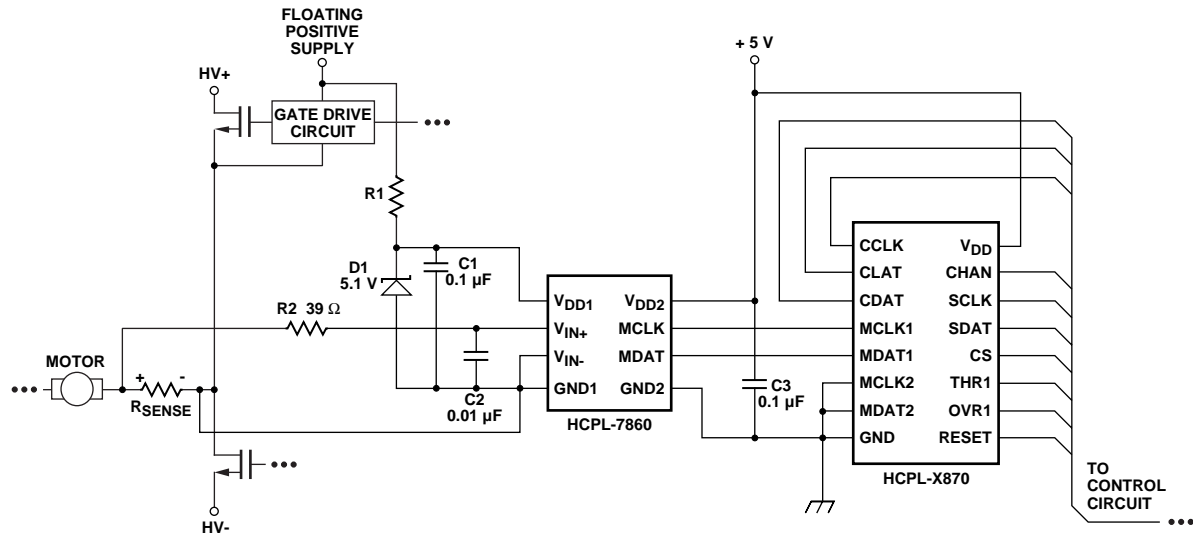 FLOATING
POSITIVE
SUPPLY
+ 5 V
HV+
GATE DRIVE
CIRCUIT
R1
D1
5.1 V
C1
0.1 µF
R2 39 Ω
MOTOR
+ -
RSENSE
C2
0.01 µF
VDD1
VIN+
VIN-
GND1
VDD2
MCLK
MDAT
GND2
HCPL-7860
C3
0.1 µF
CCLK
CLAT
CDAT
MCLK1
MDAT1
MCLK2
MDAT2
GND
VDD
CHAN
SCLK
SDAT
CS
THR1
OVR1
RESET
HCPL-X870
HV-
TO
CONTROL
CIRCUIT